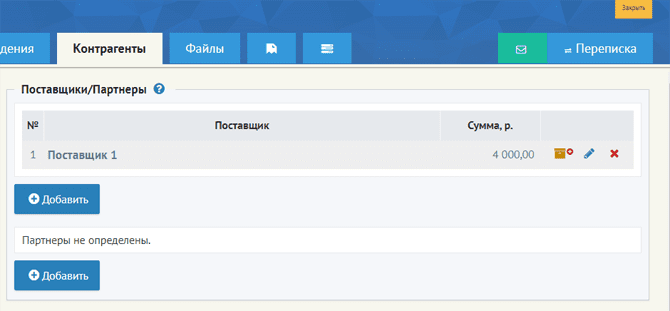 Закрыть
дения Контрагенты Файлы Переписка
Поставщики/Партнеры ?
№ Поставщик Сумма, р.
1 Поставщик 1 4 000,00
Добавить
Партнеры не определены.
Добавить